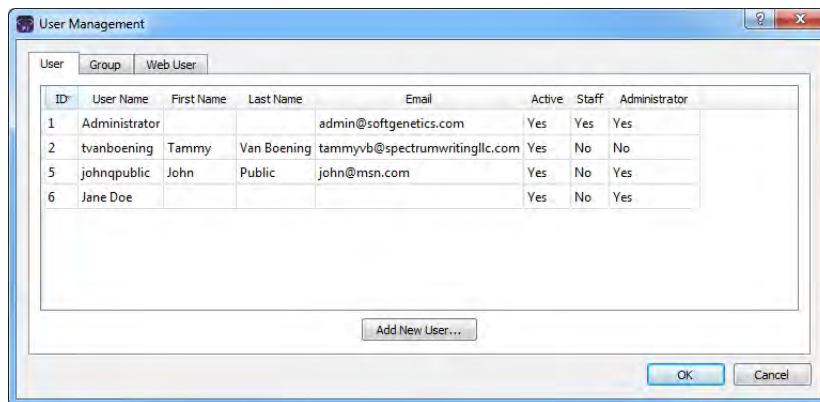 User Management
User Group Web User
ID User Name First Name Last Name Email Active Staff Administrator
1 Administrator admin@softgenetics.com Yes Yes Yes
2 tvanboening Tammy Van Boening tammyvb@spectrumwritingllc.com Yes No No
5 johnqpublic John Public john@msn.com Yes No Yes
6 Jane Doe Yes No Yes
Add New User...
OK Cancel